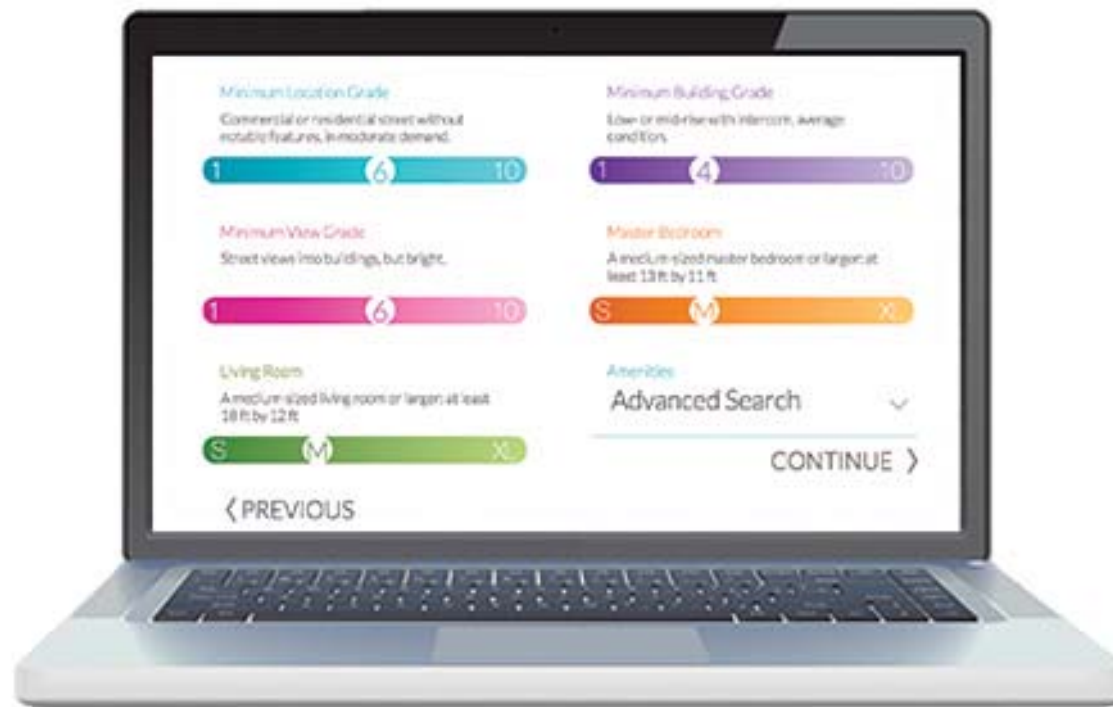 Minimum Location Grade
Commercial or residential street without
notable features, in moderate demand.
1 6 10
Minimum Building Grade
Low- or mid-rise with intercom, average
condition.
1 4 10
Minimum View Grade
Street views into buildings, but bright.
1 6 10
Master Bedroom
A medium-sized master bedroom or larger: at
least 13 ft by 11 ft
S M XL
Living Room
A medium-sized living room or larger: at least
18 ft by 12 ft
S M XL
Amenities
Advanced Search
CONTINUE
PREVIOUS